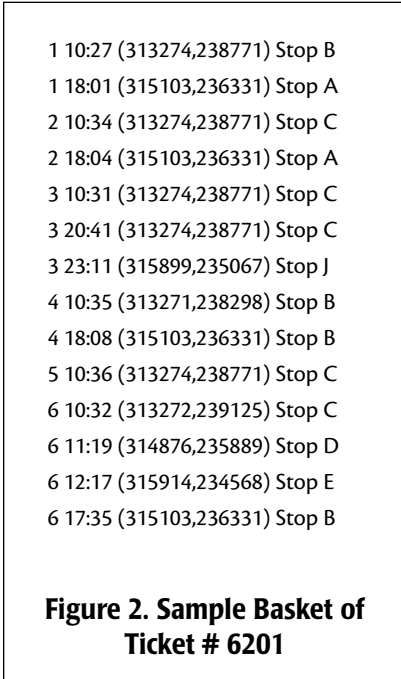 1 10:27 (313274,238771) Stop B
1 18:01 (315103,236331) Stop A
2 10:34 (313274,238771) Stop C
2 18:04 (315103,236331) Stop A
3 10:31 (313274,238771) Stop C
3 20:41 (313274,238771) Stop C
3 23:11 (315899,235067) Stop J
4 10:35 (313271,238298) Stop B
4 18:08 (315103,236331) Stop B
5 10:36 (313274,238771) Stop C
6 10:32 (313272,239125) Stop C
6 11:19 (314876,235889) Stop D
6 12:17 (315914,234568) Stop E
6 17:35 (315103,236331) Stop B
Figure 2. Sample Basket of
Ticket # 6201